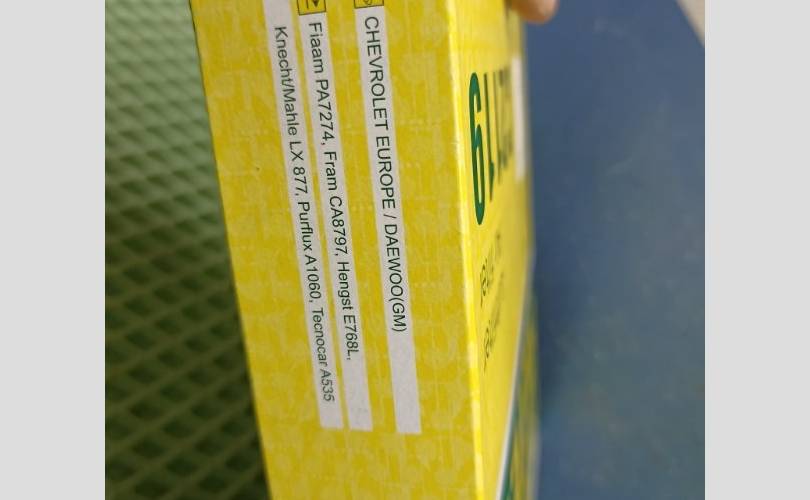 CHEVROLET EUROPE / DAEWOO(GM)
Fiaam PA7274, Fram CA8797, Hengst E768L,
Knecht/Mahle LX 877, Purflux A1060, Tecnocar A535